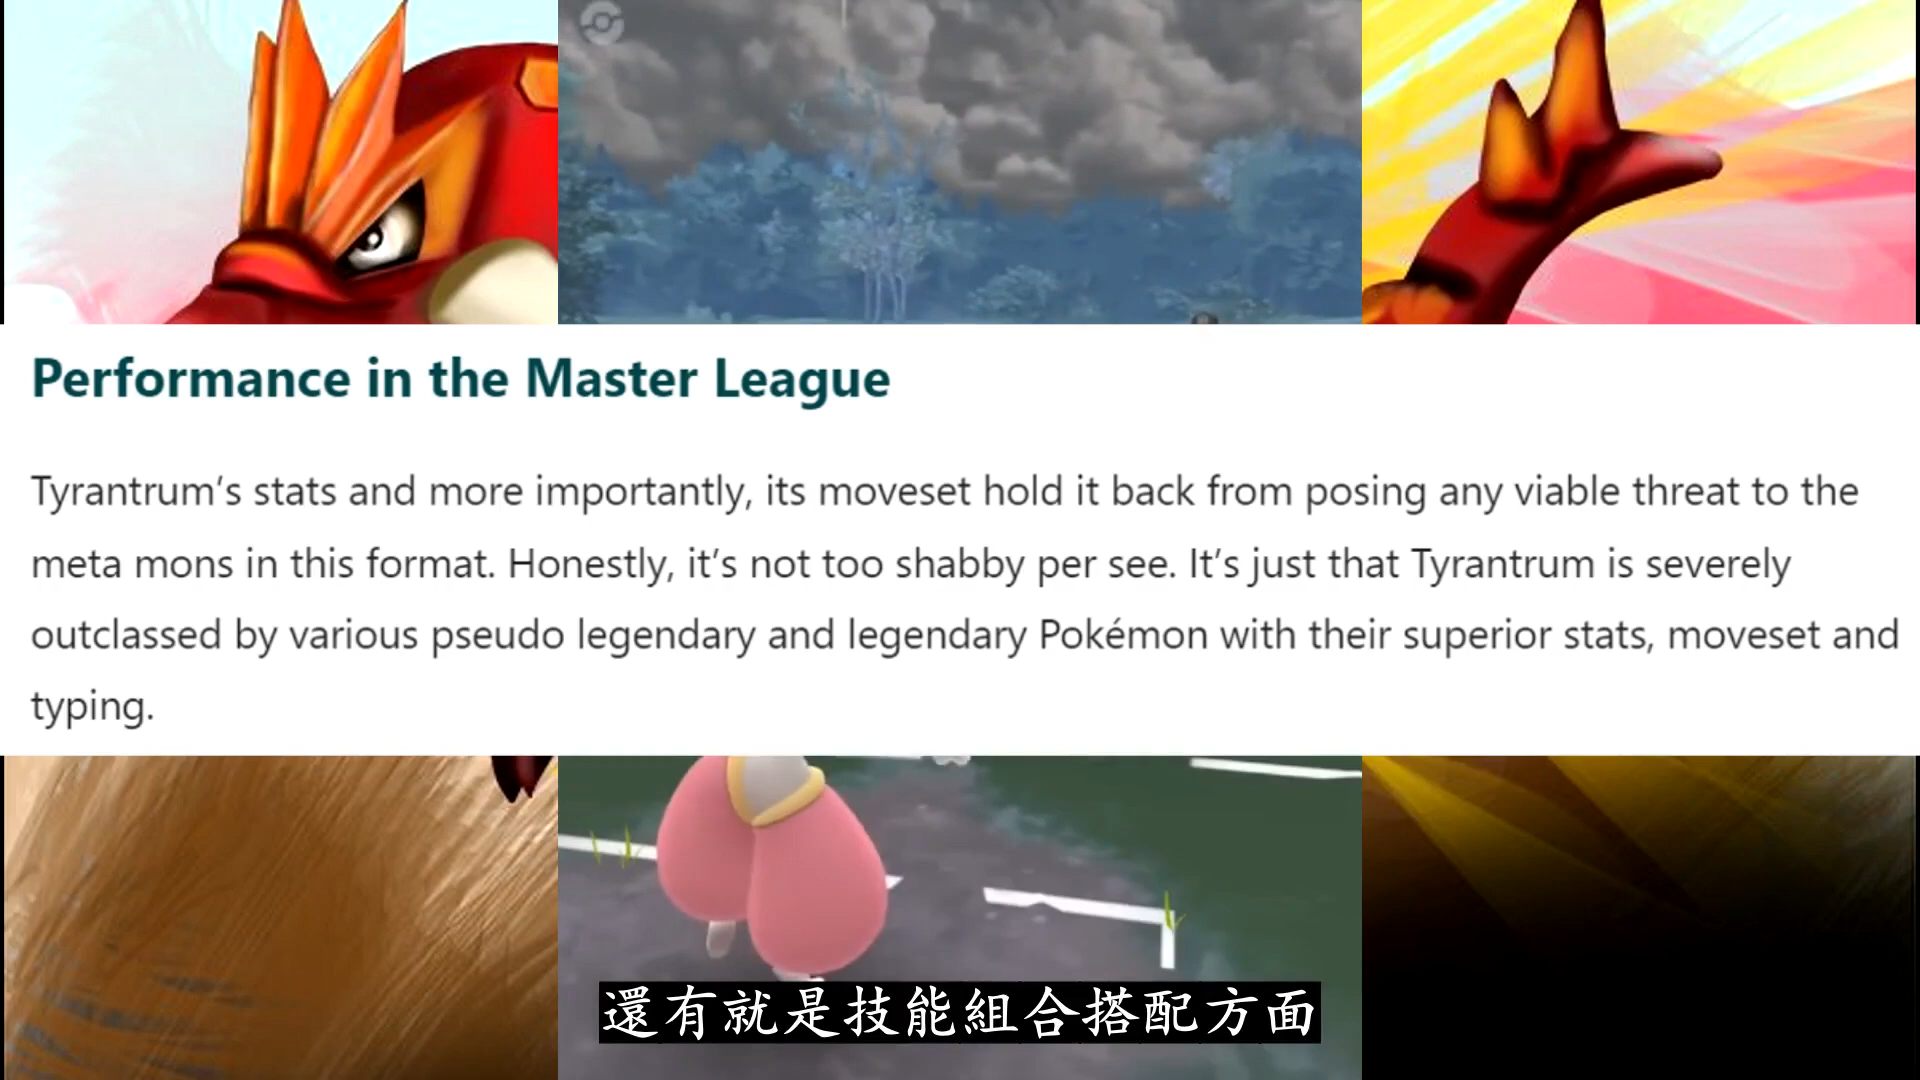 Performance in the Master League
Tyrantrum‘s stats and more importantly, its moveset hold it back from posing any viable threat to the
meta mons in this format. Honestly, it’s not too shabby per see. It’s just that Tyrantrum is severely
outclassed by various pseudo legendary and legendary Pokémon with their superior stats, moveset and
typing.
還有就是技能組合搭配方面